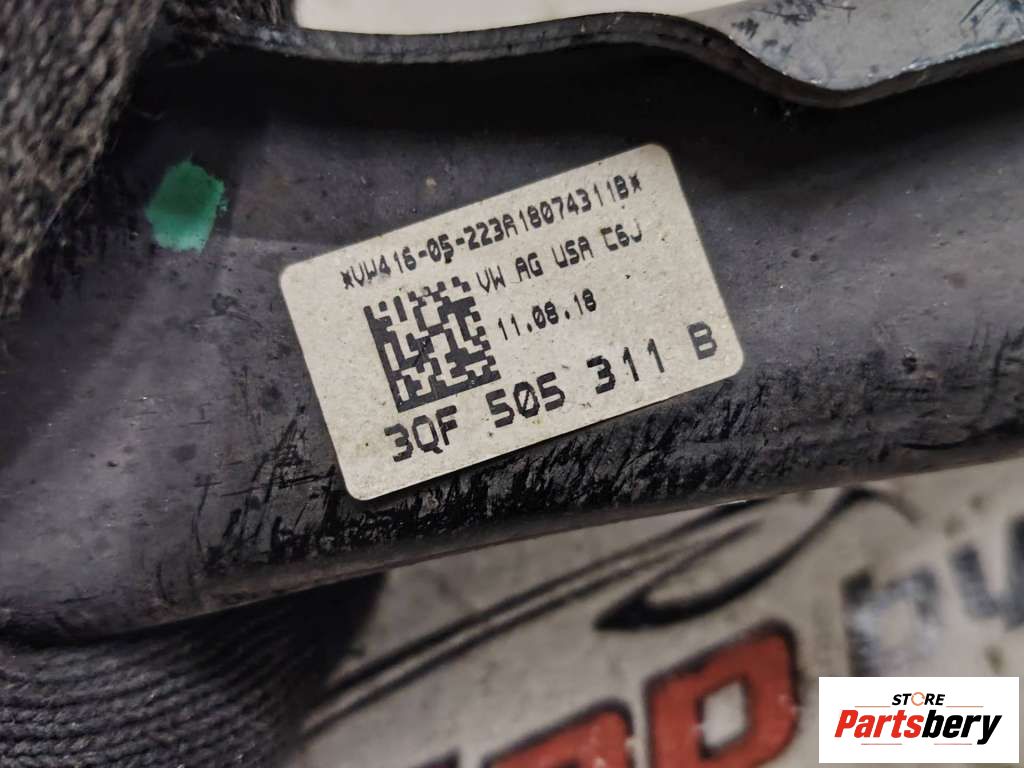 *VW416-05-223A180743118*
VW AG USA C6J
11.08.18
3QF 505 311 B
STORE
Partsbery